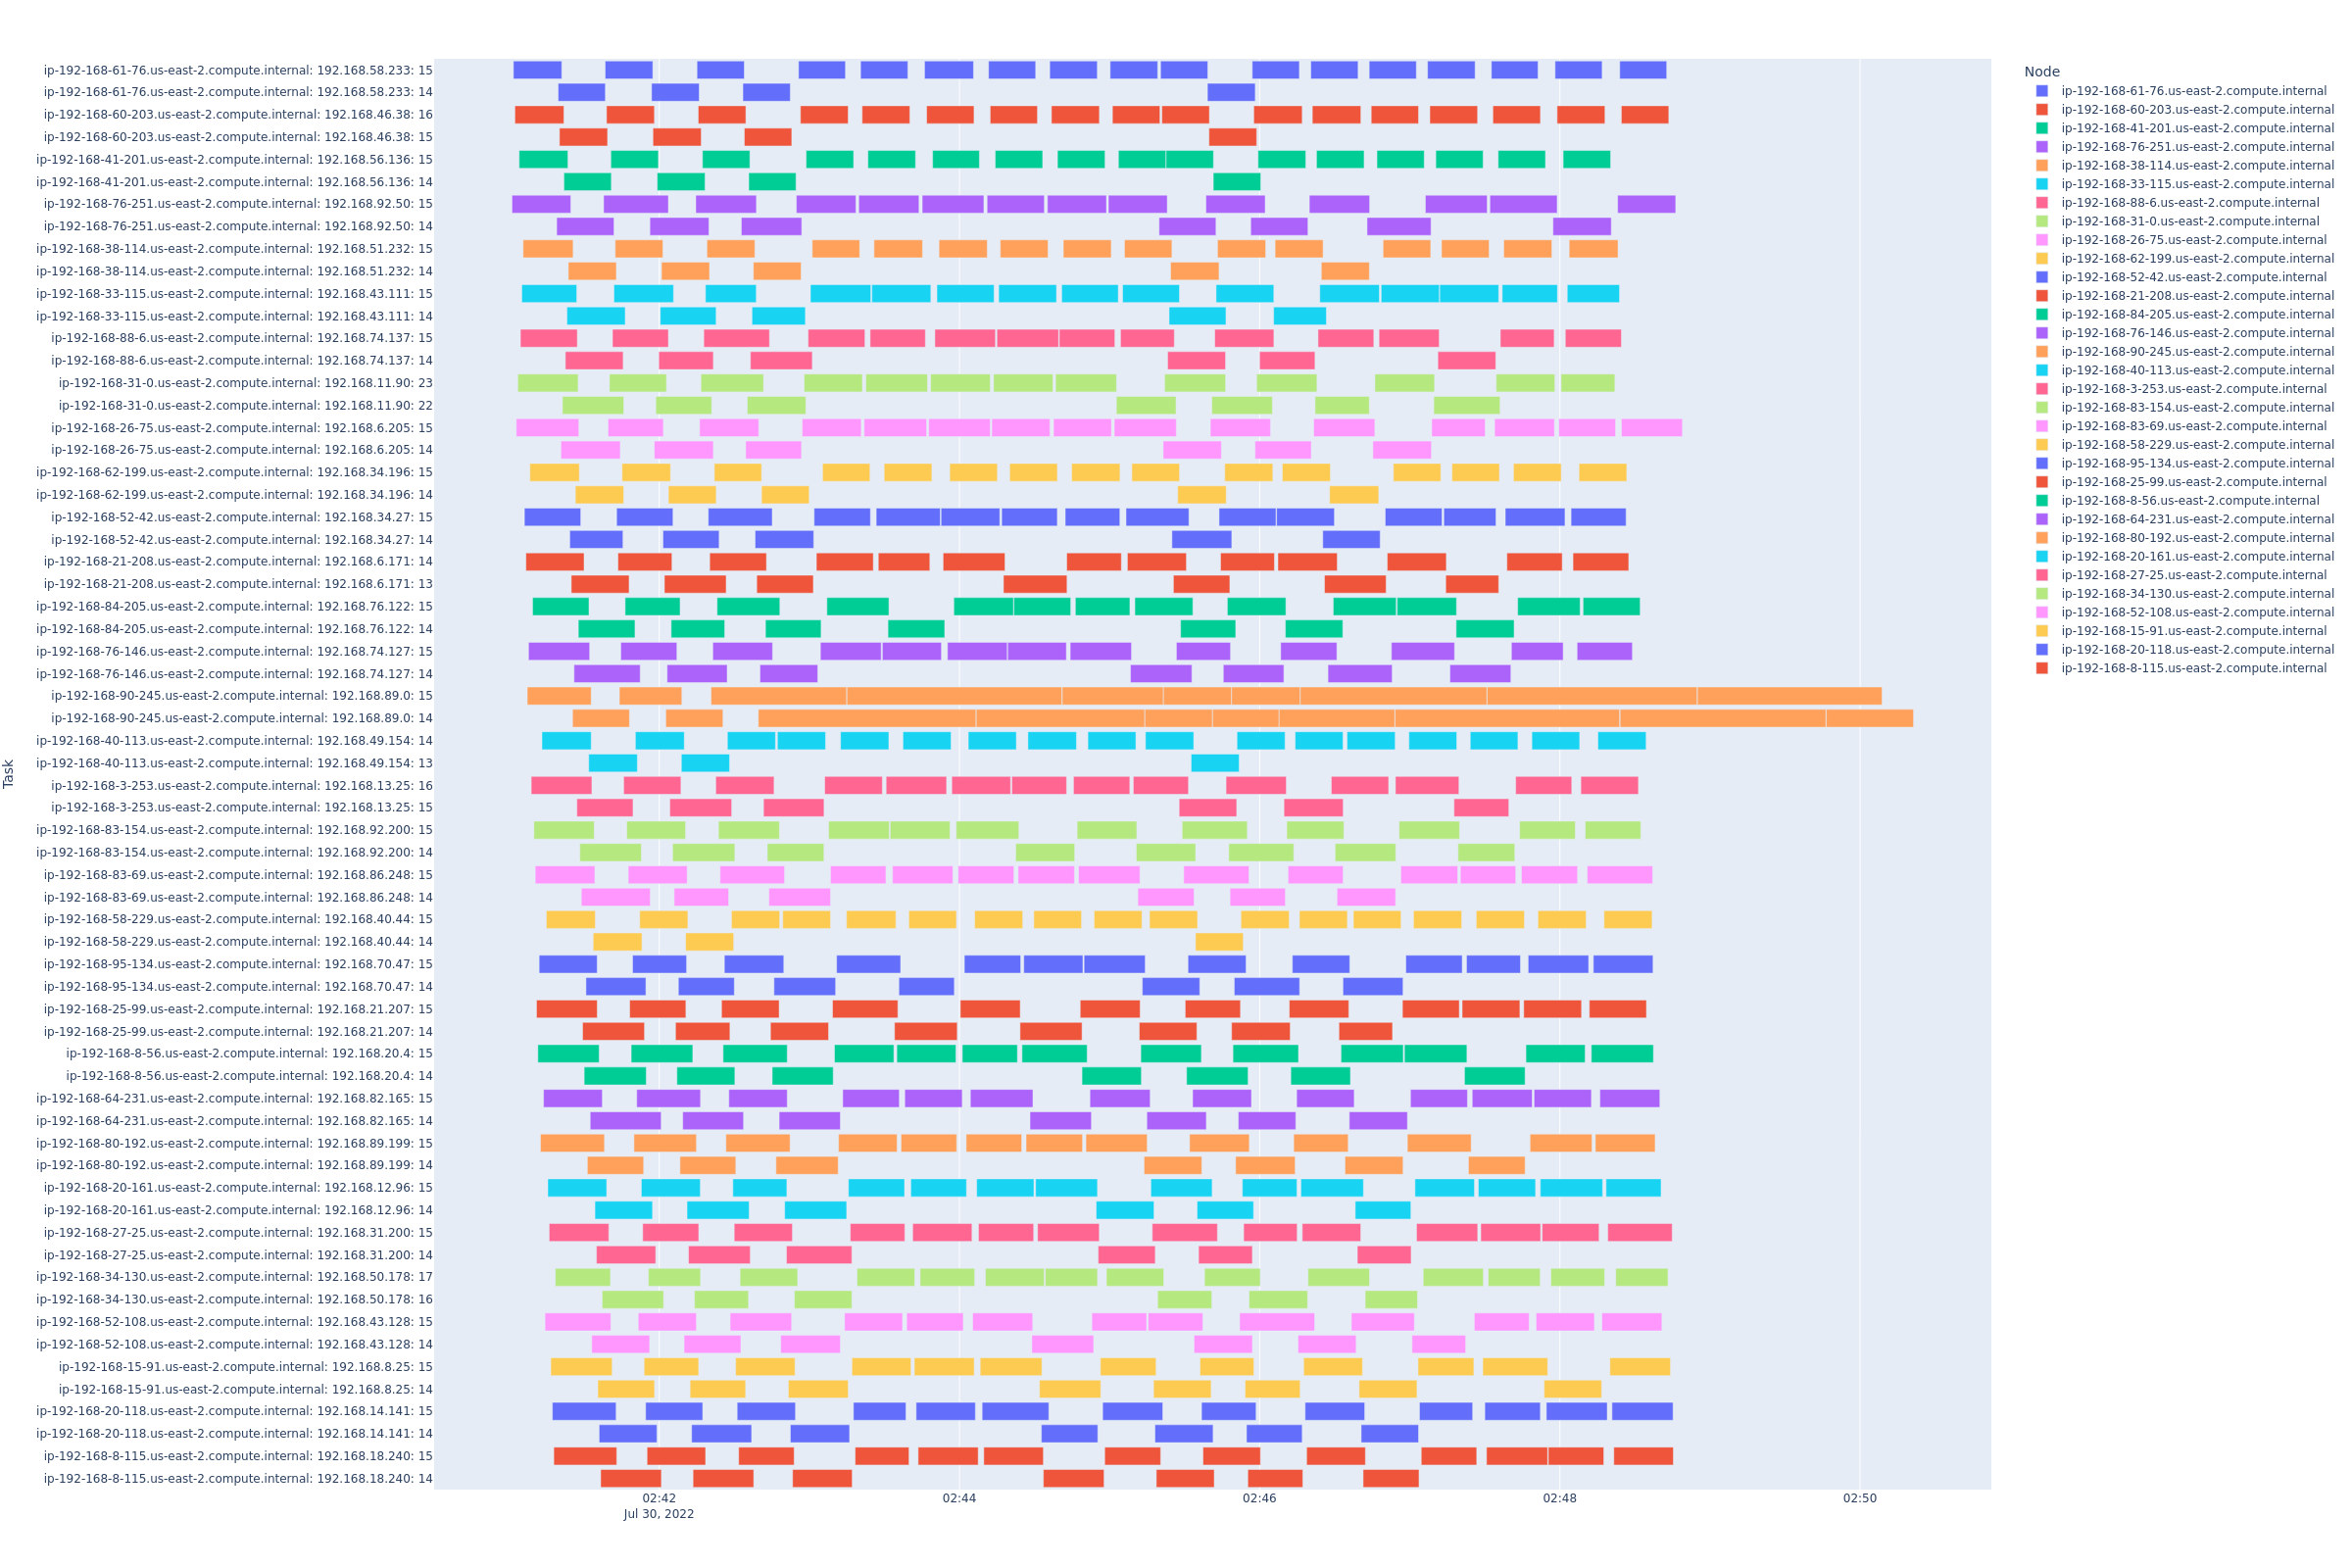 ip-192-168-61-76.us-east-2.compute.internal: 192.168.58.233: 15
ip-192-168-61-76.us-east-2.compute.internal: 192.168.58.233: 14
ip-192-168-60-203.us-east-2.compute.internal: 192.168.46.38: 16
ip-192-168-60-203.us-east-2.compute.internal: 192.168.46.38: 15
ip-192-168-41-201.us-east-2.compute.internal: 192.168.56.136: 15
ip-192-168-41-201.us-east-2.compute.internal: 192.168.56.136: 14
ip-192-168-76-251.us-east-2.compute.internal: 192.168.92.50: 15
ip-192-168-76-251.us-east-2.compute.internal: 192.168.92.50: 14
ip-192-168-38-114.us-east-2.compute.internal: 192.168.51.232: 15
ip-192-168-38-114.us-east-2.compute.internal: 192.168.51.232: 14
ip-192-168-33-115.us-east-2.compute.internal: 192.168.43.111: 15
ip-192-168-33-115.us-east-2.compute.internal: 192.168.43.111: 14
ip-192-168-88-6.us-east-2.compute.internal: 192.168.74.137: 15
ip-192-168-88-6.us-east-2.compute.internal: 192.168.74.137: 14
ip-192-168-31-0.us-east-2.compute.internal: 192.168.11.90: 23
ip-192-168-31-0.us-east-2.compute.internal: 192.168.11.90: 22
ip-192-168-26-75.us-east-2.compute.internal: 192.168.6.205: 15
ip-192-168-26-75.us-east-2.compute.internal: 192.168.6.205: 14
ip-192-168-62-199.us-east-2.compute.internal: 192.168.34.196: 15
ip-192-168-62-199.us-east-2.compute.internal: 192.168.34.196: 14
ip-192-168-52-42.us-east-2.compute.internal: 192.168.34.27: 15
ip-192-168-52-42.us-east-2.compute.internal: 192.168.34.27: 14
ip-192-168-21-208.us-east-2.compute.internal: 192.168.6.171: 14
ip-192-168-21-208.us-east-2.compute.internal: 192.168.6.171: 13
ip-192-168-84-205.us-east-2.compute.internal: 192.168.76.122: 15
ip-192-168-84-205.us-east-2.compute.internal: 192.168.76.122: 14
ip-192-168-76-146.us-east-2.compute.internal: 192.168.74.127: 15
ip-192-168-76-146.us-east-2.compute.internal: 192.168.74.127: 14
ip-192-168-90-245.us-east-2.compute.internal: 192.168.89.0: 15
ip-192-168-90-245.us-east-2.compute.internal: 192.168.89.0: 14
ip-192-168-40-113.us-east-2.compute.internal: 192.168.49.154: 14
ip-192-168-40-113.us-east-2.compute.internal: 192.168.49.154: 13
ip-192-168-3-253.us-east-2.compute.internal: 192.168.13.25: 16
ip-192-168-3-253.us-east-2.compute.internal: 192.168.13.25: 15
ip-192-168-83-154.us-east-2.compute.internal: 192.168.92.200: 15
ip-192-168-83-154.us-east-2.compute.internal: 192.168.92.200: 14
ip-192-168-83-69.us-east-2.compute.internal: 192.168.86.248: 15
ip-192-168-83-69.us-east-2.compute.internal: 192.168.86.248: 14
ip-192-168-58-229.us-east-2.compute.internal: 192.168.40.44: 15
ip-192-168-58-229.us-east-2.compute.internal: 192.168.40.44: 14
ip-192-168-95-134.us-east-2.compute.internal: 192.168.70.47: 15
ip-192-168-95-134.us-east-2.compute.internal: 192.168.70.47: 14
ip-192-168-25-99.us-east-2.compute.internal: 192.168.21.207: 15
ip-192-168-25-99.us-east-2.compute.internal: 192.168.21.207: 14
ip-192-168-8-56.us-east-2.compute.internal: 192.168.20.4: 15
ip-192-168-8-56.us-east-2.compute.internal: 192.168.20.4: 14
ip-192-168-64-231.us-east-2.compute.internal: 192.168.82.165: 15
ip-192-168-64-231.us-east-2.compute.internal: 192.168.82.165: 14
ip-192-168-80-192.us-east-2.compute.internal: 192.168.89.199: 15
ip-192-168-80-192.us-east-2.compute.internal: 192.168.89.199: 14
ip-192-168-20-161.us-east-2.compute.internal: 192.168.12.96: 15
ip-192-168-20-161.us-east-2.compute.internal: 192.168.12.96: 14
ip-192-168-27-25.us-east-2.compute.internal: 192.168.31.200: 15
ip-192-168-27-25.us-east-2.compute.internal: 192.168.31.200: 14
ip-192-168-34-130.us-east-2.compute.internal: 192.168.50.178: 17
ip-192-168-34-130.us-east-2.compute.internal: 192.168.50.178: 16
ip-192-168-52-108.us-east-2.compute.internal: 192.168.43.128: 15
ip-192-168-52-108.us-east-2.compute.internal: 192.168.43.128: 14
ip-192-168-15-91.us-east-2.compute.internal: 192.168.8.25: 15
ip-192-168-15-91.us-east-2.compute.internal: 192.168.8.25: 14
ip-192-168-20-118.us-east-2.compute.internal: 192.168.14.141: 15
ip-192-168-20-118.us-east-2.compute.internal: 192.168.14.141: 14
ip-192-168-8-115.us-east-2.compute.internal: 192.168.18.240: 15
ip-192-168-8-115.us-east-2.compute.internal: 192.168.18.240: 14
Task
02:42
Jul 30, 2022
02:44
02:46
02:48
02:50
Node
ip-192-168-61-76.us-east-2.compute.internal
ip-192-168-60-203.us-east-2.compute.internal
ip-192-168-41-201.us-east-2.compute.internal
ip-192-168-76-251.us-east-2.compute.internal
ip-192-168-38-114.us-east-2.compute.internal
ip-192-168-33-115.us-east-2.compute.internal
ip-192-168-88-6.us-east-2.compute.internal
ip-192-168-31-0.us-east-2.compute.internal
ip-192-168-26-75.us-east-2.compute.internal
ip-192-168-62-199.us-east-2.compute.internal
ip-192-168-52-42.us-east-2.compute.internal
ip-192-168-21-208.us-east-2.compute.internal
ip-192-168-84-205.us-east-2.compute.internal
ip-192-168-76-146.us-east-2.compute.internal
ip-192-168-90-245.us-east-2.compute.internal
ip-192-168-40-113.us-east-2.compute.internal
ip-192-168-3-253.us-east-2.compute.internal
ip-192-168-83-154.us-east-2.compute.internal
ip-192-168-83-69.us-east-2.compute.internal
ip-192-168-58-229.us-east-2.compute.internal
ip-192-168-95-134.us-east-2.compute.internal
ip-192-168-25-99.us-east-2.compute.internal
ip-192-168-8-56.us-east-2.compute.internal
ip-192-168-64-231.us-east-2.compute.internal
ip-192-168-80-192.us-east-2.compute.internal
ip-192-168-20-161.us-east-2.compute.internal
ip-192-168-27-25.us-east-2.compute.internal
ip-192-168-34-130.us-east-2.compute.internal
ip-192-168-52-108.us-east-2.compute.internal
ip-192-168-15-91.us-east-2.compute.internal
ip-192-168-20-118.us-east-2.compute.internal
ip-192-168-8-115.us-east-2.compute.internal